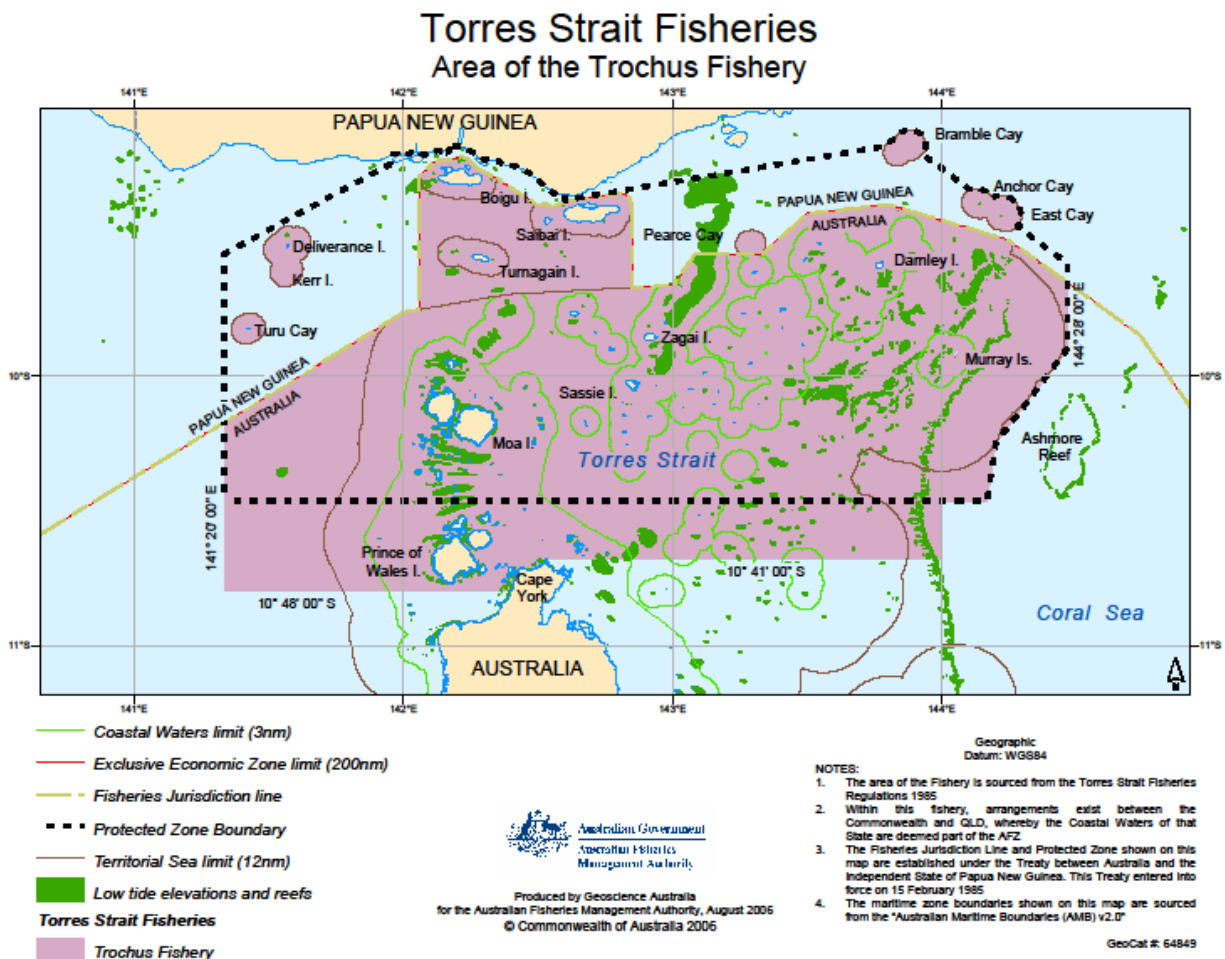 Torres Strait Fisheries
Area of the Trochus Fishery
141°E
142°E
143°E
144°E
PAPUA NEW GUINEA
Bramble Cay
Anchor Cay
East Cay
PAPUA NEW GUINEA
AUSTRALIA
Boigu I.
Saibai I.
Pearce Cay
Deliverance I.
Kerr I.
Turnagain I.
Darnley I.
Turu Cay
144° 28' 00" E
Zagai I.
Murray Is.
10°S
10°S
PAPUA NEW GUINEA
AUSTRALIA
Sassie I.
Moa I.
Torres Strait
Ashmore
Reef
141° 20' 00" E
Prince of
Wales I.
Cape
York
10° 41' 00" S
10° 48' 00" S
Coral Sea
11°S
11°S
AUSTRALIA
141°E
142°E
143°E
144°E
Coastal Waters limit (3nm)
Exclusive Economic Zone limit (200nm)
Fisheries Jurisdiction line
Protected Zone Boundary
Territorial Sea limit (12nm)
Low tide elevations and reefs
Torres Strait Fisheries
Trochus Fishery
Australian Government
Australian Fisheries
Management Authority
Produced by Geoscience Australia
for the Australian Fisheries Management Authority, August 2006
© Commonwealth of Australia 2006
Geographic
Datum: WGS84
NOTES:
1. The area of the Fishery is sourced from the Torres Strait Fisheries
Regulations 1985
2. Within this fishery, arrangements exist between the
Commonwealth and QLD, whereby the Coastal Waters of that
State are deemed part of the AFZ
3. The Fisheries Jurisdiction Line and Protected Zone shown on this
map are established under the Treaty between Australia and the
Independent State of Papua New Guinea. This Treaty entered into
force on 15 February 1985
4. The maritime zone boundaries shown on this map are sourced
from the "Australian Maritime Boundaries (AMB) v2.0"
GeoCat #: 64849